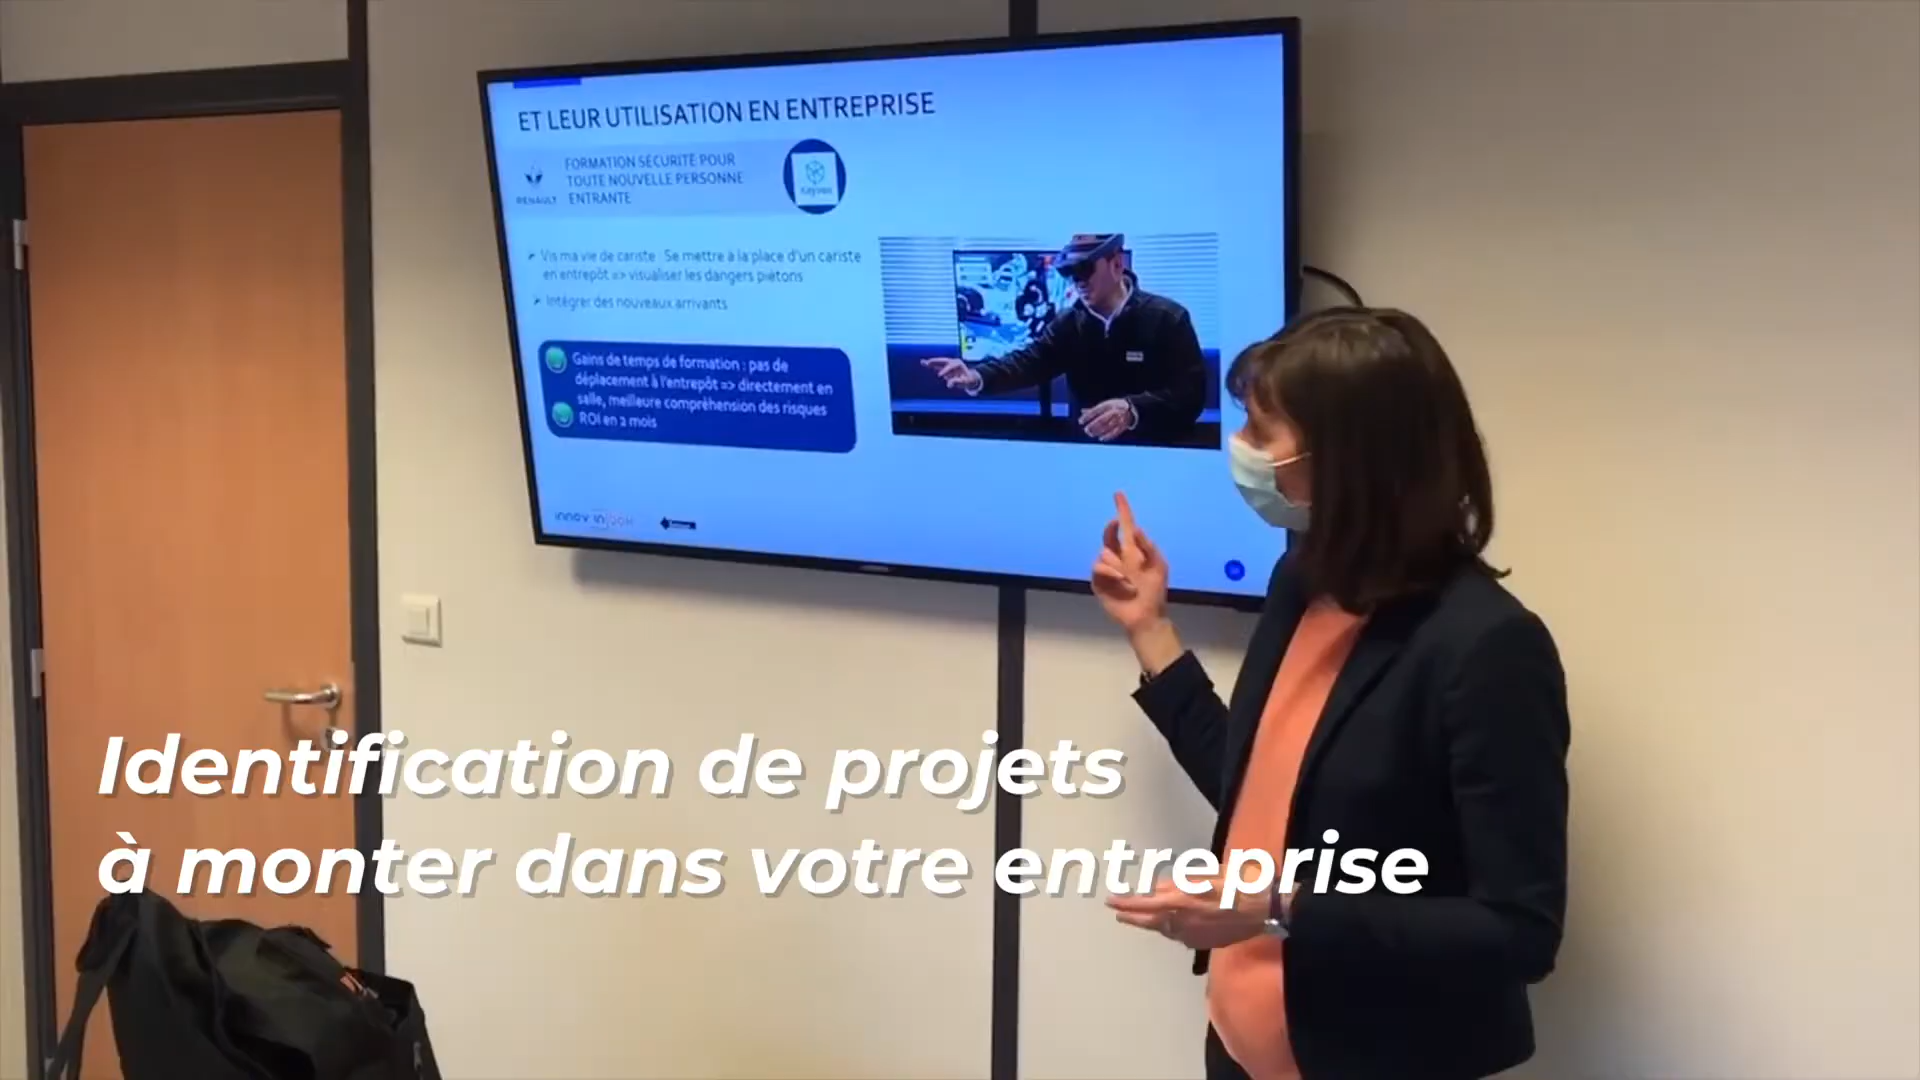 ET LEUR UTILISATION EN ENTREPRISE
FORMATION SÉCURITÉ POUR
TOUTE NOUVELLE PERSONNE
ENTRANTE
RENAULT
Vis ma vie de cariste : Se mettre à la place d'un cariste
en entrepôt => visualiser les dangers piétons
Intégrer des nouveaux arrivants
Gains de temps de formation : pas de
déplacement à l'entrepôt => directement en
salle, meilleure compréhension des risques
ROI en 2 mois
innov in
Identification de projets
à monter dans votre entreprise